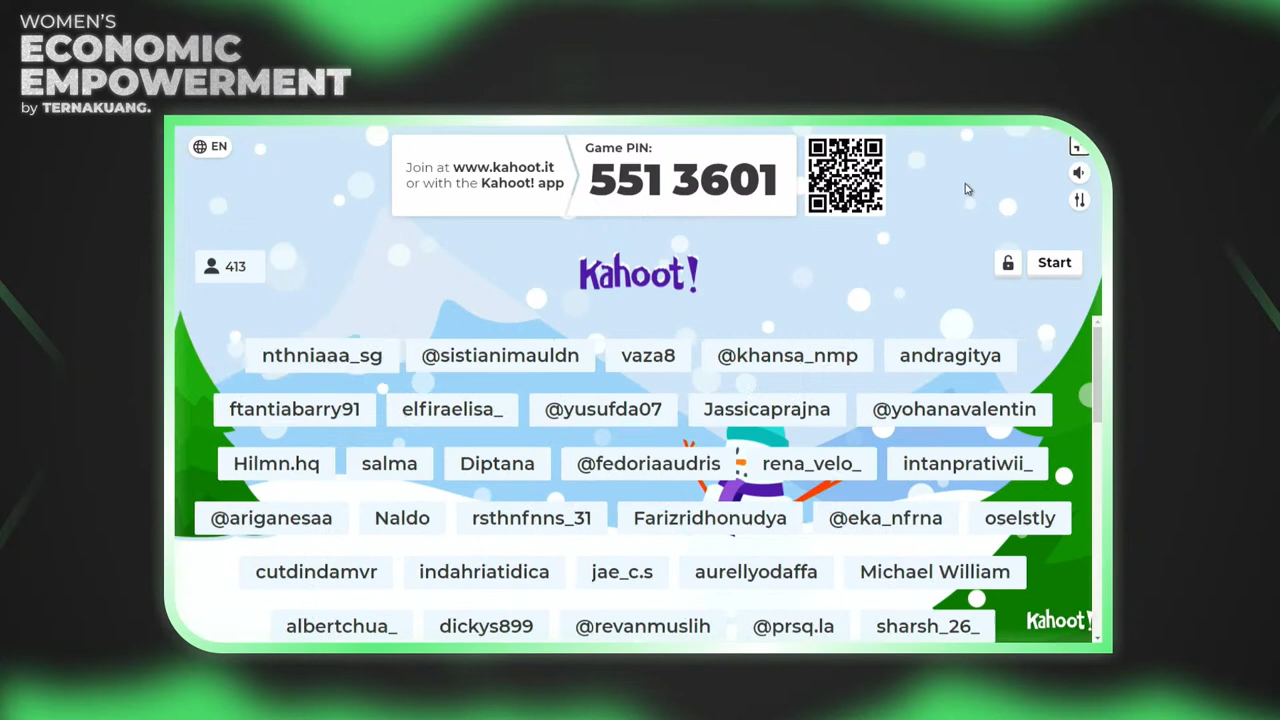 WOMEN'S
ECONOMIC
EMPOWERMENT
by TERNAKUANG.
EN
Join at www.kahoot.it
or with the Kahoot! app
Game PIN:
551 3601
413
Kahoot!
Start
nthniaaa_sg @sistianimauldn vaza8 @khansa_nmp andragitya
ftantiabarry91 elfiraelisa_ @yusufda07 Jassicaprajna @yohanavalentin
Hilmn.hq salma Diptana @fedoriaaudris rena_velo_ intanpratiwii_
@ariganesaa Naldo rsthnfnns_31 Farizridhonudya @eka_nfrna oselstly
cutdindamvr indahriatidica jae_c.s aurellyodaffa Michael William
albertchua_ dickys899 @revanmuslih @prsq.la sharsh_26_
Kahoot!